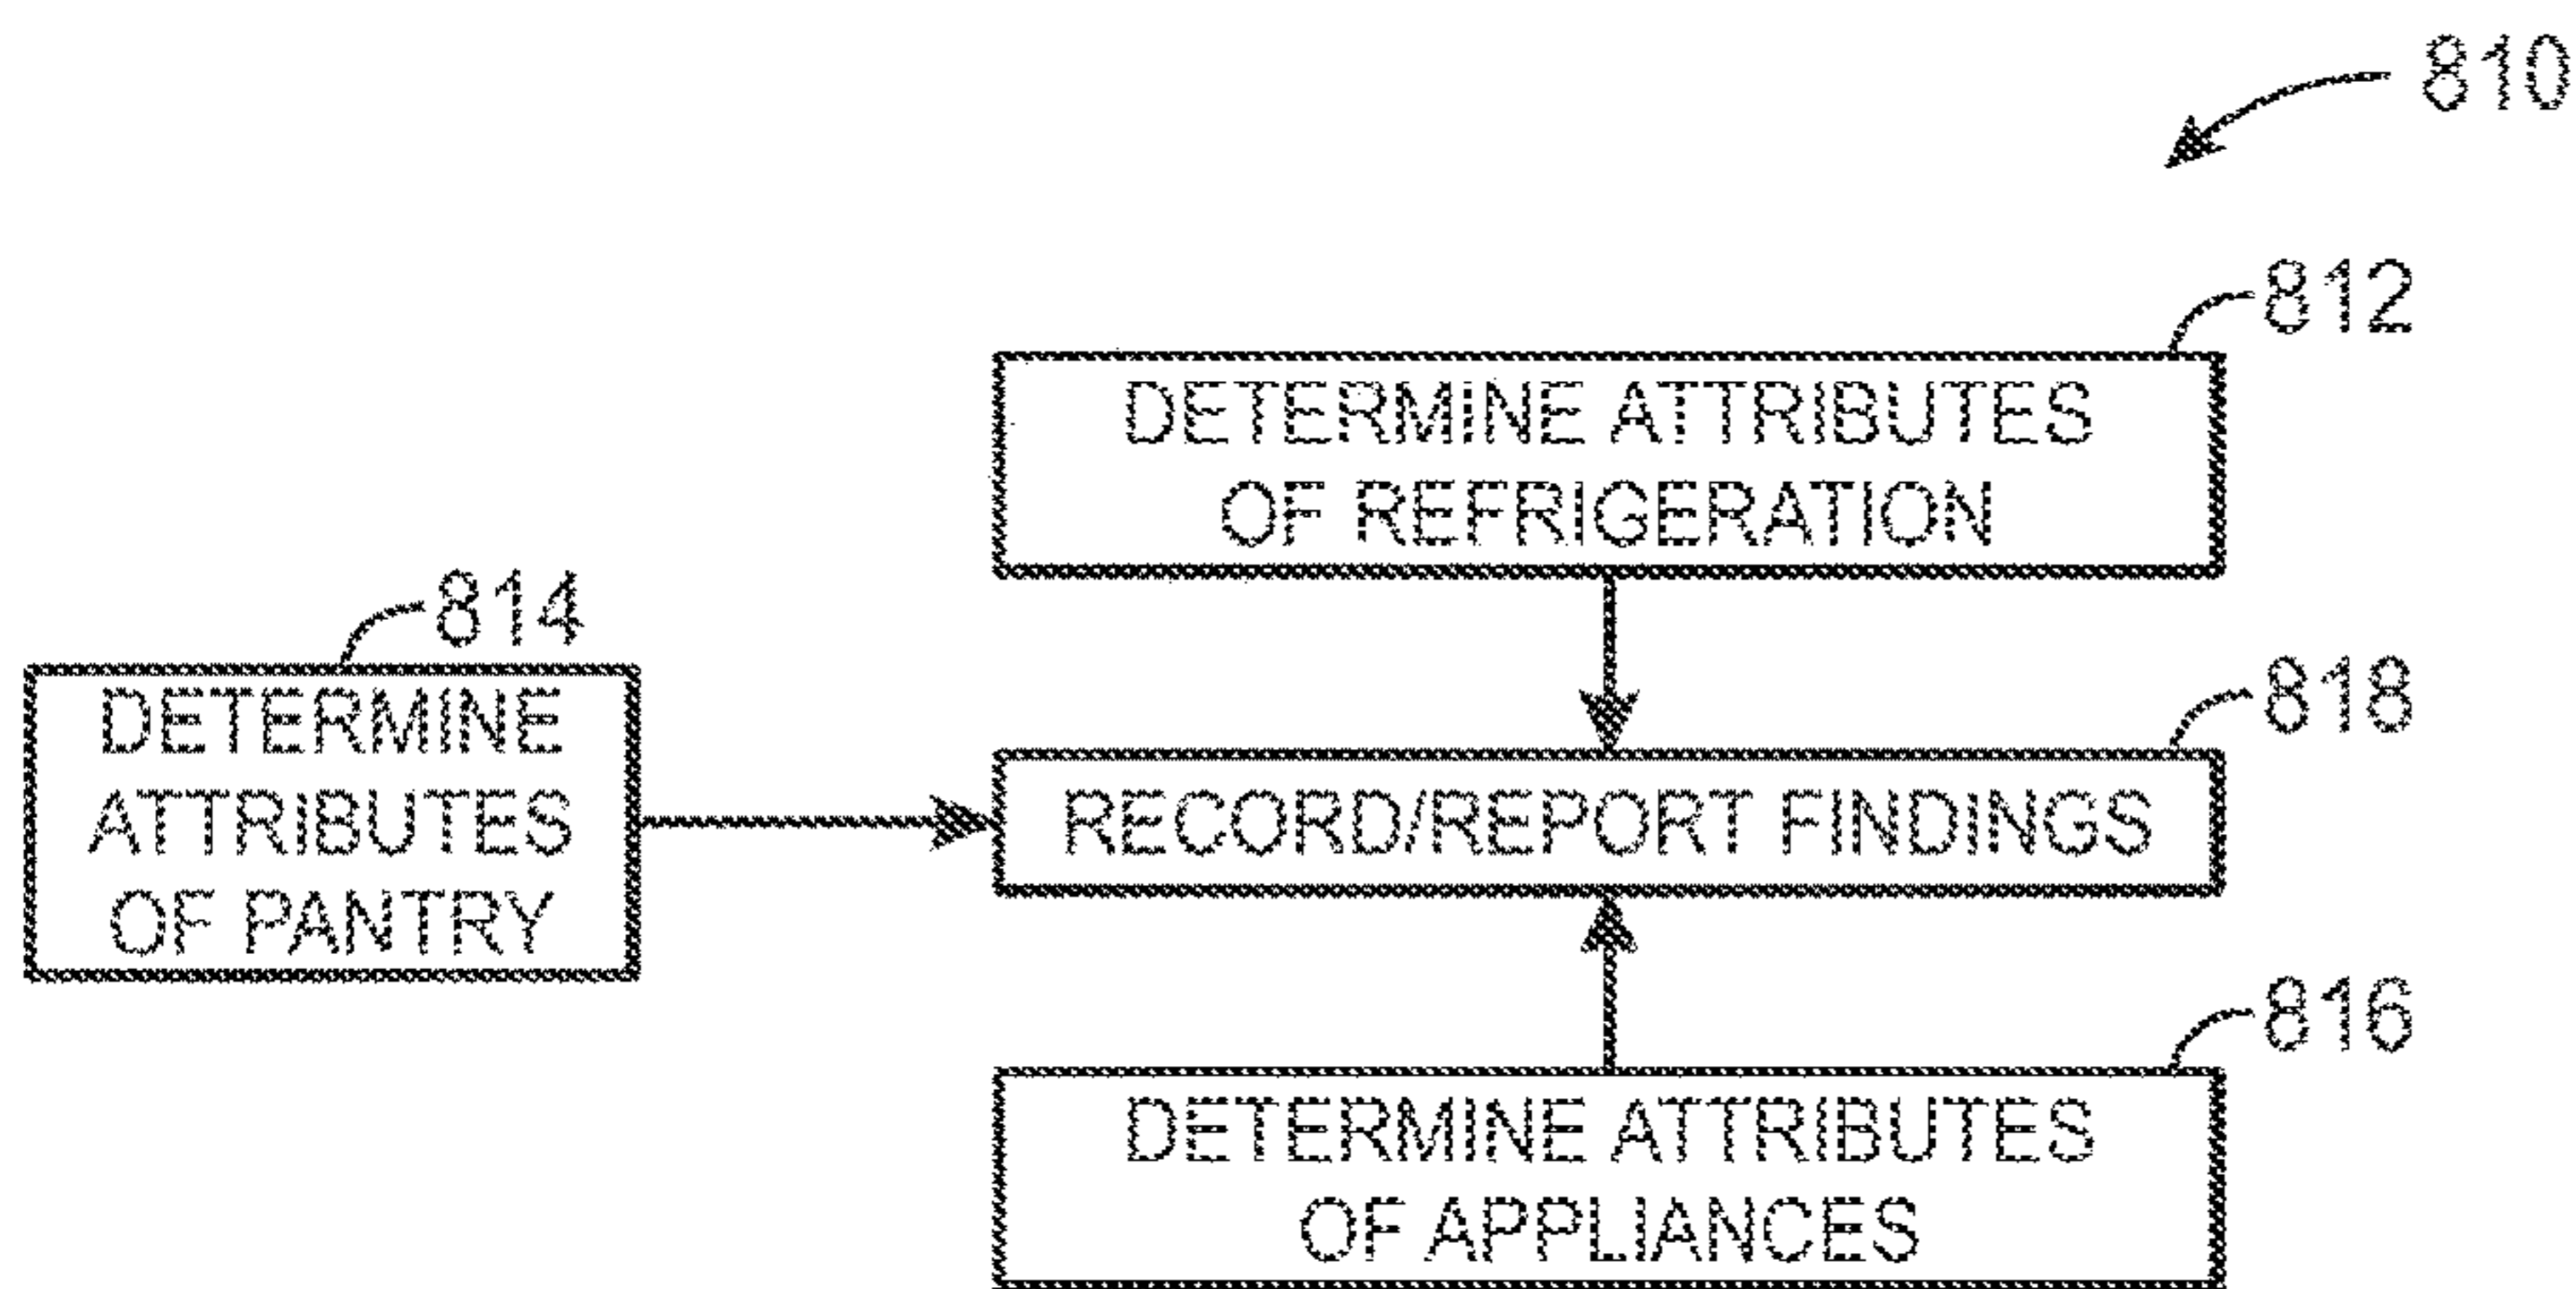 810
812
DETERMINE ATTRIBUTES
OF REFRIGERATION
814
DETERMINE
ATTRIBUTES
OF PANTRY
818
RECORD/REPORT FINDINGS
816
DETERMINE ATTRIBUTES
OF APPLIANCES